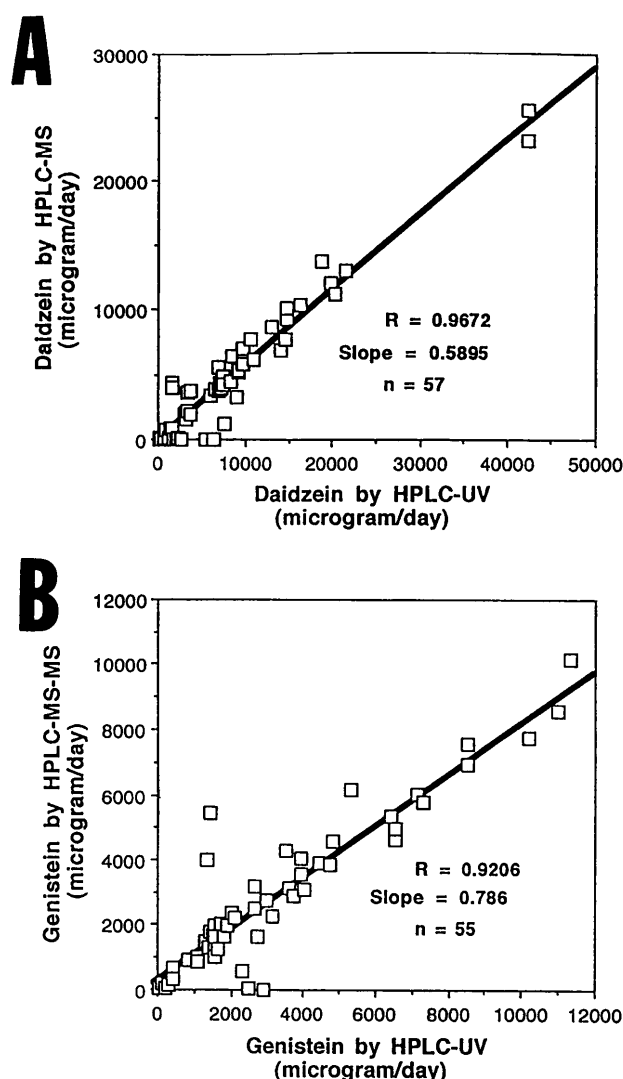 A
30000
20000
10000
0
Daidzein by HPLC-MS
(microgram/day)
R = 0.9672
Slope = 0.5895
n = 57
0 10000 20000 30000 40000 50000
Daidzein by HPLC-UV
(microgram/day)
B
12000
10000
8000
6000
4000
2000
0
Genistein by HPLC-MS-MS
(microgram/day)
R = 0.9206
Slope = 0.786
n = 55
0 2000 4000 6000 8000 10000 12000
Genistein by HPLC-UV
(microgram/day)